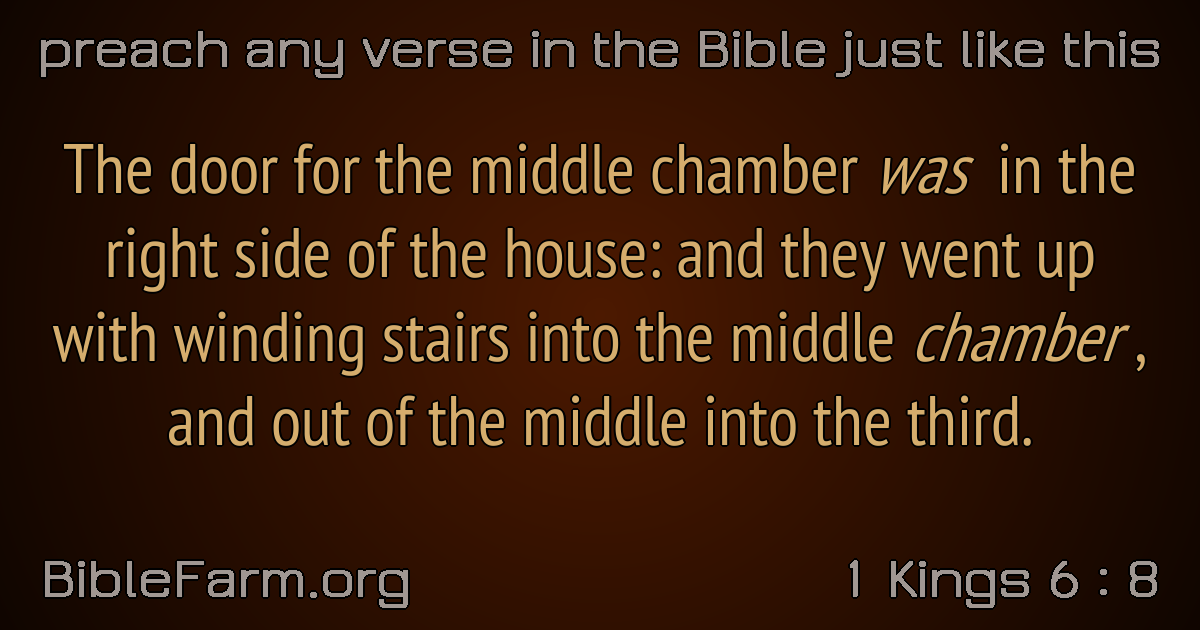 preach any verse in the Bible just like this
The door for the middle chamber was in the
right side of the house: and they went up
with winding stairs into the middle chamber ,
and out of the middle into the third.
BibleFarm.org
1 Kings 6 : 8